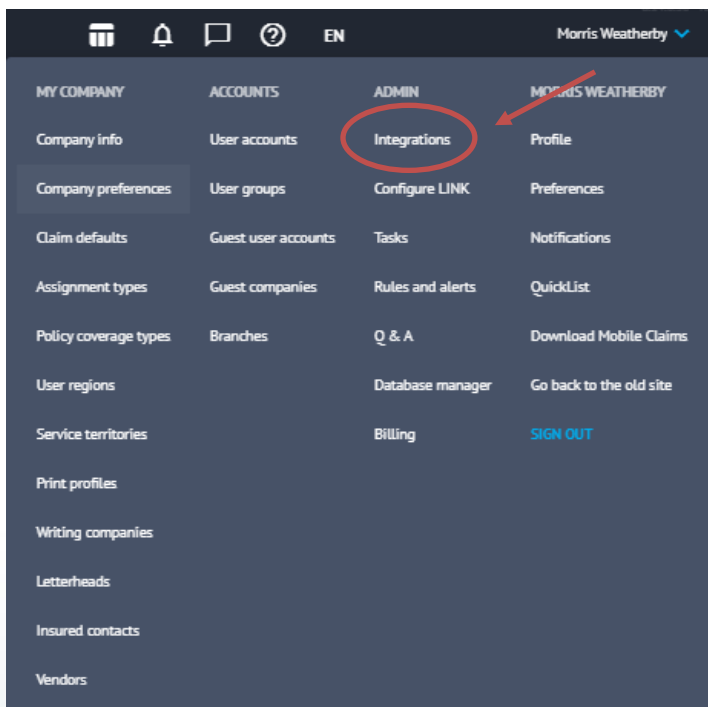 EN
Morris Weatherby
MY COMPANY
Company info
Company preferences
Claim defaults
Assignment types
Policy coverage types
User regions
Service territories
Print profiles
Writing companies
Letterheads
Insured contacts
Vendors
ACCOUNTS
User accounts
User groups
Guest user accounts
Guest companies
Branches
ADMIN
Integrations
Configure LINK
Tasks
Rules and alerts
Q & A
Database manager
Billing
MORRIS WEATHERBY
Profile
Preferences
Notifications
QuickList
Download Mobile Claims
Go back to the old site
SIGN OUT